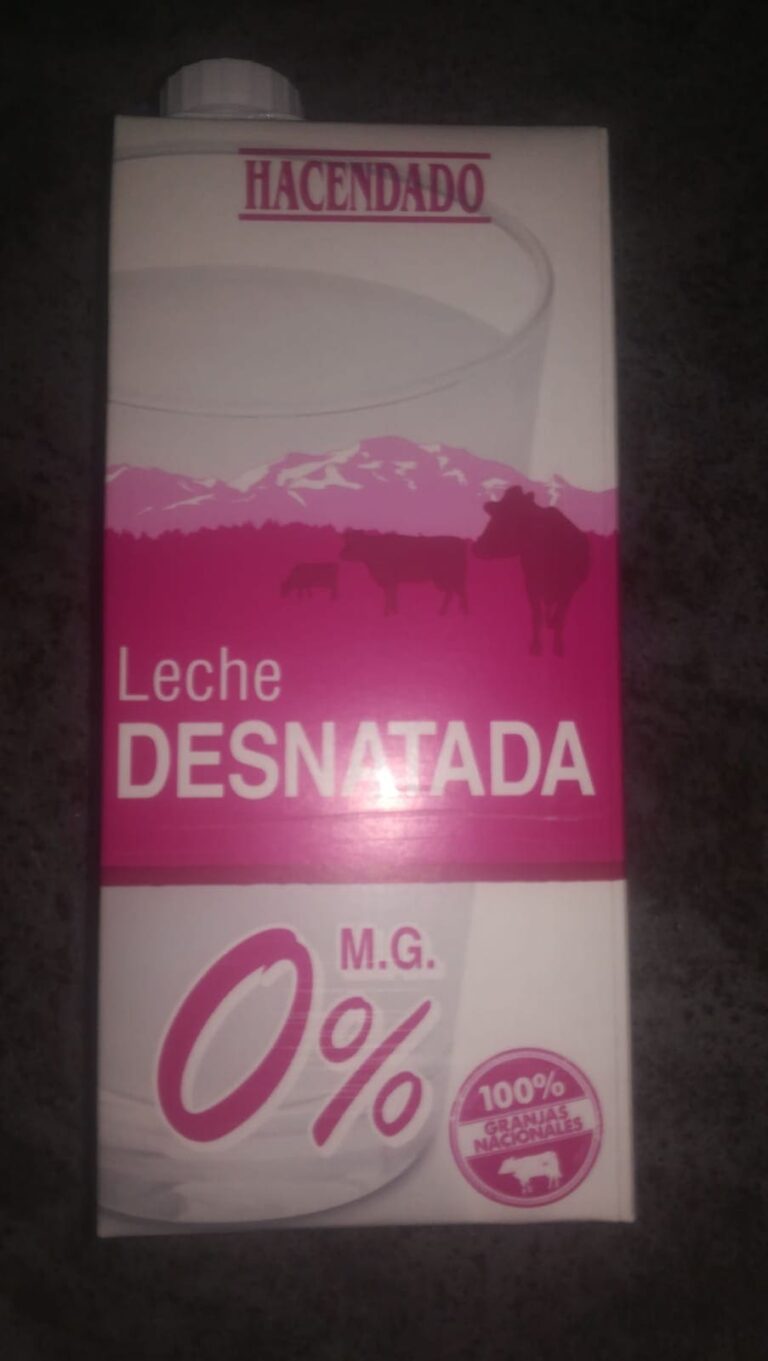 HACENDADO
Leche
DESNATADA
M.G.
0%
100%
GRANJAS
NACIONALES